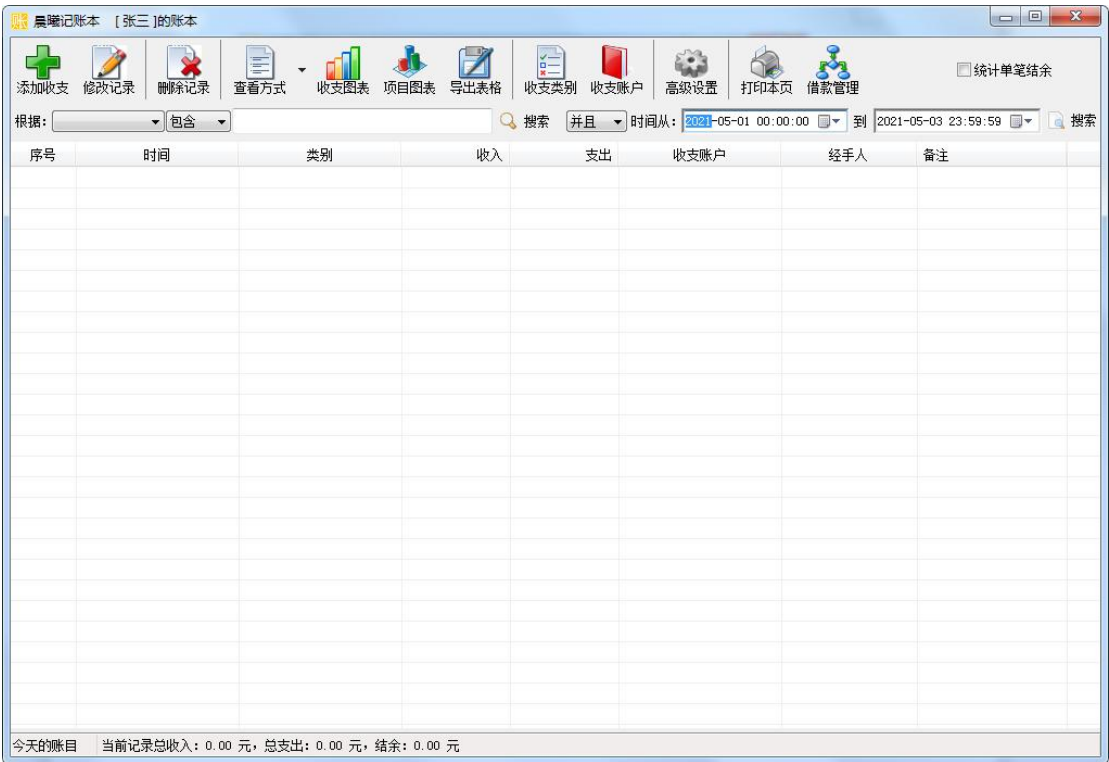 晨曦记账本 [张三]的账本
添加收支 修改记录 删除记录 查看方式 收支图表 项目图表 导出表格 收支类别 收支账户 高级设置 打印本页 借款管理 统计单笔结余
根据: 包含 搜索 并且 时间从: 2021-05-01 00:00:00 到 2021-05-03 23:59:59 搜索
序号 时间 类别 收入 支出 收支账户 经手人 备注
今天的账目 当前记录总收入: 0.00 元, 总支出: 0.00 元, 结余: 0.00 元